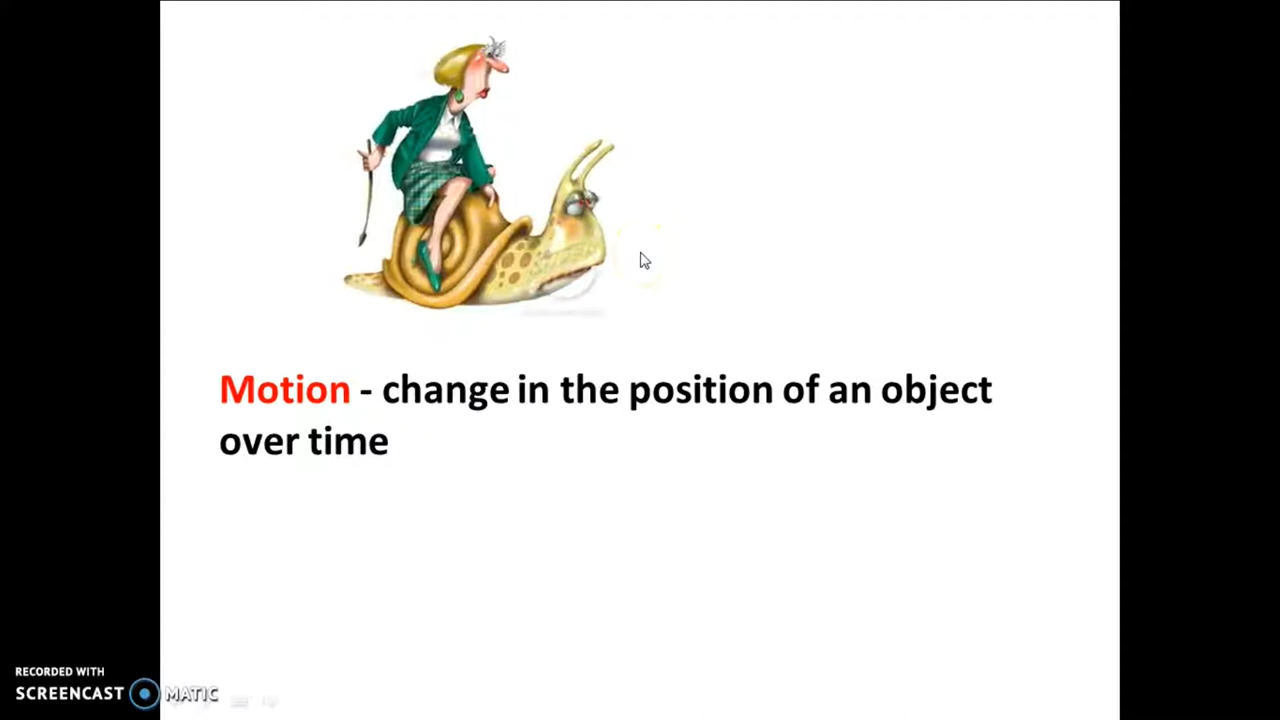 Motion - change in the position of an object
over time
RECORDED WITH
SCREENCAST MATIC